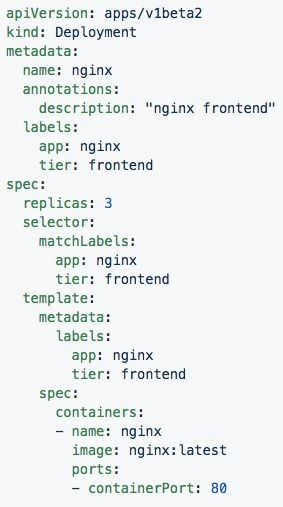 apiVersion: apps/v1beta2
kind: Deployment
metadata:
  name: nginx
  annotations:
    description: "nginx frontend"
  labels:
    app: nginx
    tier: frontend
spec:
  replicas: 3
  selector:
    matchLabels:
      app: nginx
      tier: frontend
  template:
    metadata:
      labels:
        app: nginx
        tier: frontend
    spec:
      containers:
      - name: nginx
        image: nginx:latest
        ports:
        - containerPort: 80